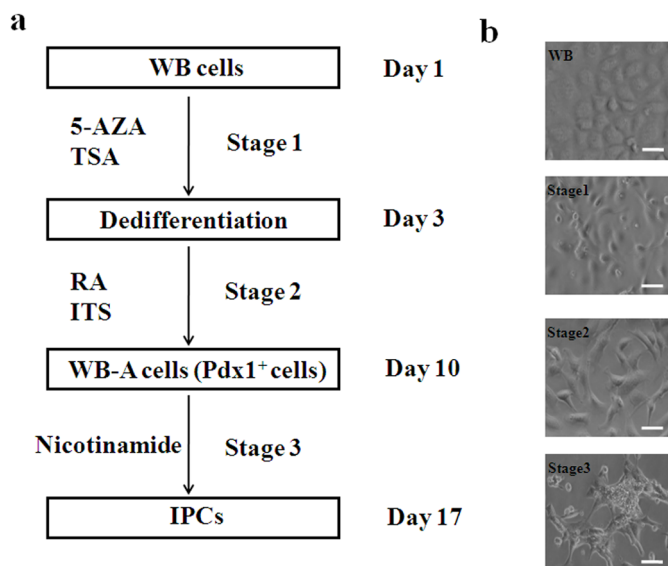 a
WB cells
Day 1
5-AZA
TSA
Stage 1
Dedifferentiation
Day 3
RA
ITS
Stage 2
WB-A cells (Pdx1⁺ cells)
Day 10
Nicotinamide
Stage 3
IPCs
Day 17
b
WB
Stage1
Stage2
Stage3